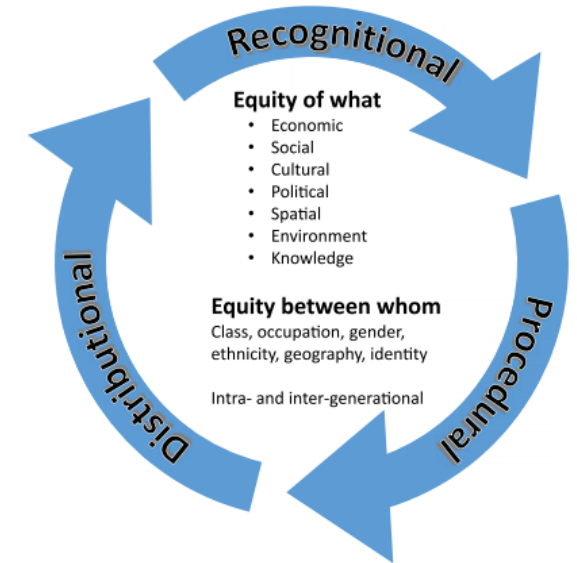 Recognitional
Equity of what
• Economic
• Social
• Cultural
• Political
• Spatial
• Environment
• Knowledge
Equity between whom
Class, occupation, gender,
ethnicity, geography, identity
Intra- and inter-generational
Procedural
Distributional